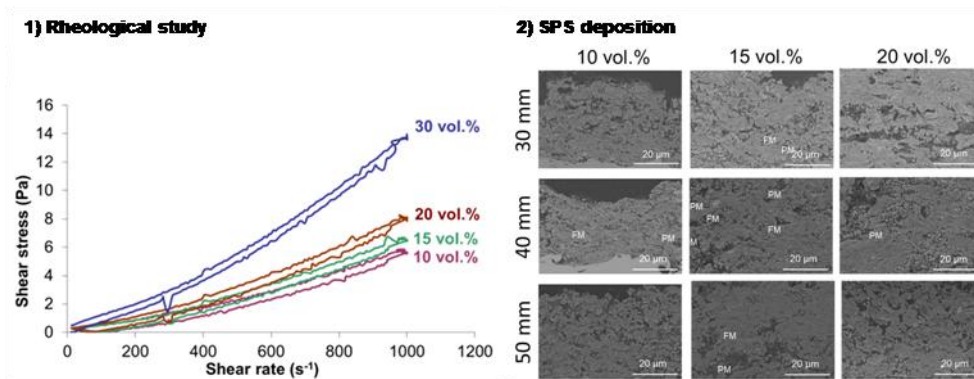 1) Rheological study
16
14
12
10
8
6
4
2
0
Shear stress (Pa)
30 vol.%
20 vol.%
15 vol.%
10 vol.%
0 200 400 600 800 1000 1200
Shear rate (s⁻¹)
2) SPS deposition
10 vol.% 15 vol.% 20 vol.%
30 mm
20 µm
FM
PM
20 µm
20 µm
40 mm
FM
PM
20 µm
PM
PM
FM
FM
M
20 µm
PM
20 µm
50 mm
20 µm
FM
PM
20 µm
20 µm